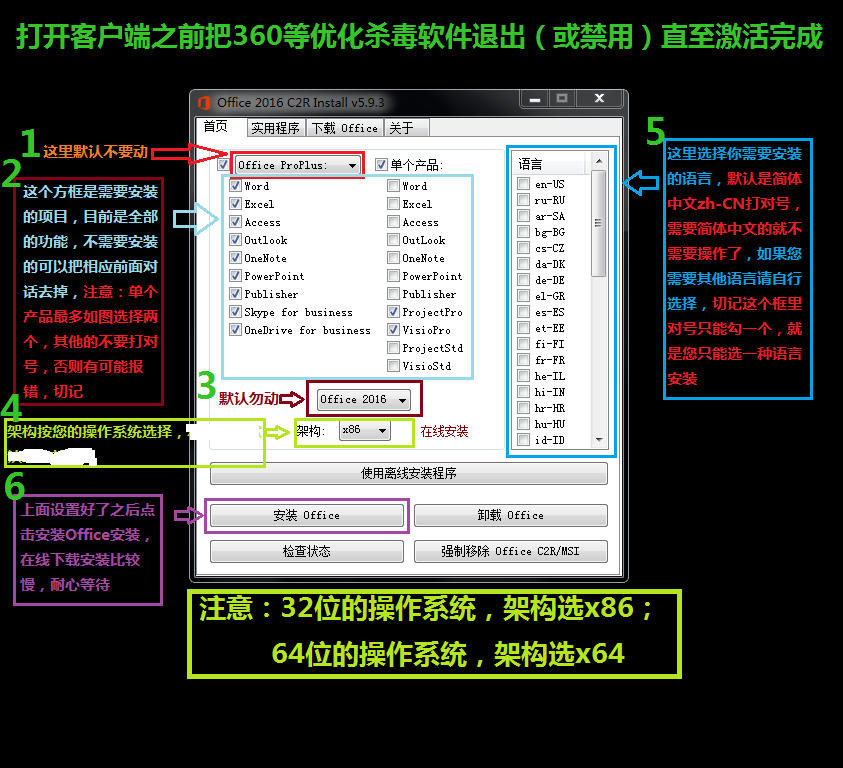 打开客户端之前把360等优化杀毒软件退出（或禁用）直至激活完成
Office 2016 C2R Install v5.9.3
首页
实用程序
下载 Office
关于
1
这里默认不要动
Office ProPlus:
单个产品:
Word
Excel
Access
OutLook
OneNote
PowerPoint
Publisher
Skype for business
OneDrive for business
Word
Excel
Access
OutLook
OneNote
PowerPoint
Publisher
ProjectPro
VisioPro
ProjectStd
VisioStd
语言
en-US
ru-RU
ar-SA
bg-BG
cs-CZ
da-DK
de-DE
el-GR
es-ES
et-EE
fi-FI
fr-FR
he-IL
hi-IN
hr-HR
hu-HU
id-ID
2
这个方框是需要安装
的项目，目前是全部
的功能，不需要安装
的可以把相应前面对
话去掉，注意：单个
产品最多如图选择两
个，其他的不要打对
号，否则有可能报
错，切记
5
这里选择你需要安装
的语言，默认是简体
中文zh-CN打对号，
需要简体中文的就不
需要操作了，如果您
需要其他语言请自行
选择，切记这个框里
对号只能勾一个，就
是您只能选一种语言
安装
3
默认勿动
Office 2016
4
架构按您的操作系统选择，
架构:
x86
在线安装
使用离线安装程序
6
上面设置好了之后点
击安装Office安装，
在线下载安装比较
慢，耐心等待
安装 Office
卸载 Office
检查状态
强制移除 Office C2R/MSI
注意：32位的操作系统，架构选x86；
64位的操作系统，架构选x64